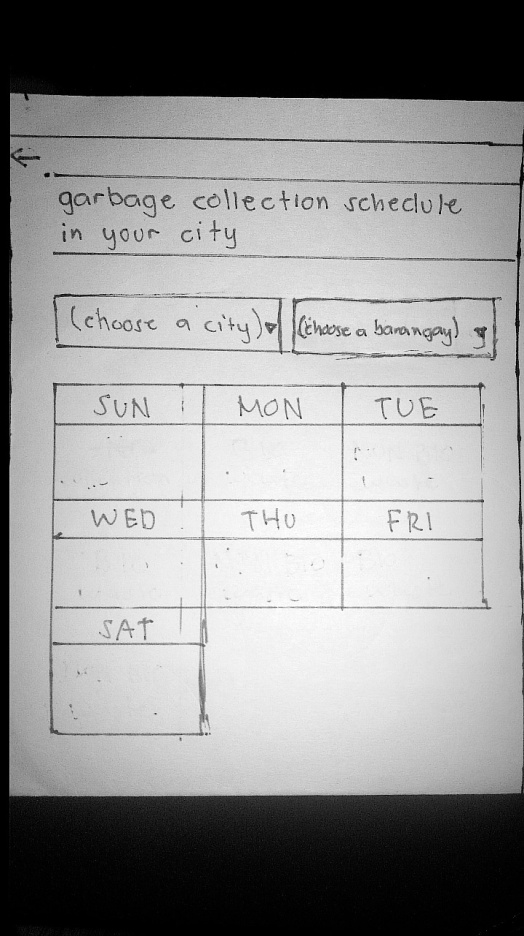 garbage collection schedule
in your city
(choose a city)
(choose a barangay)
SUN MON TUE
WED THU FRI
SAT